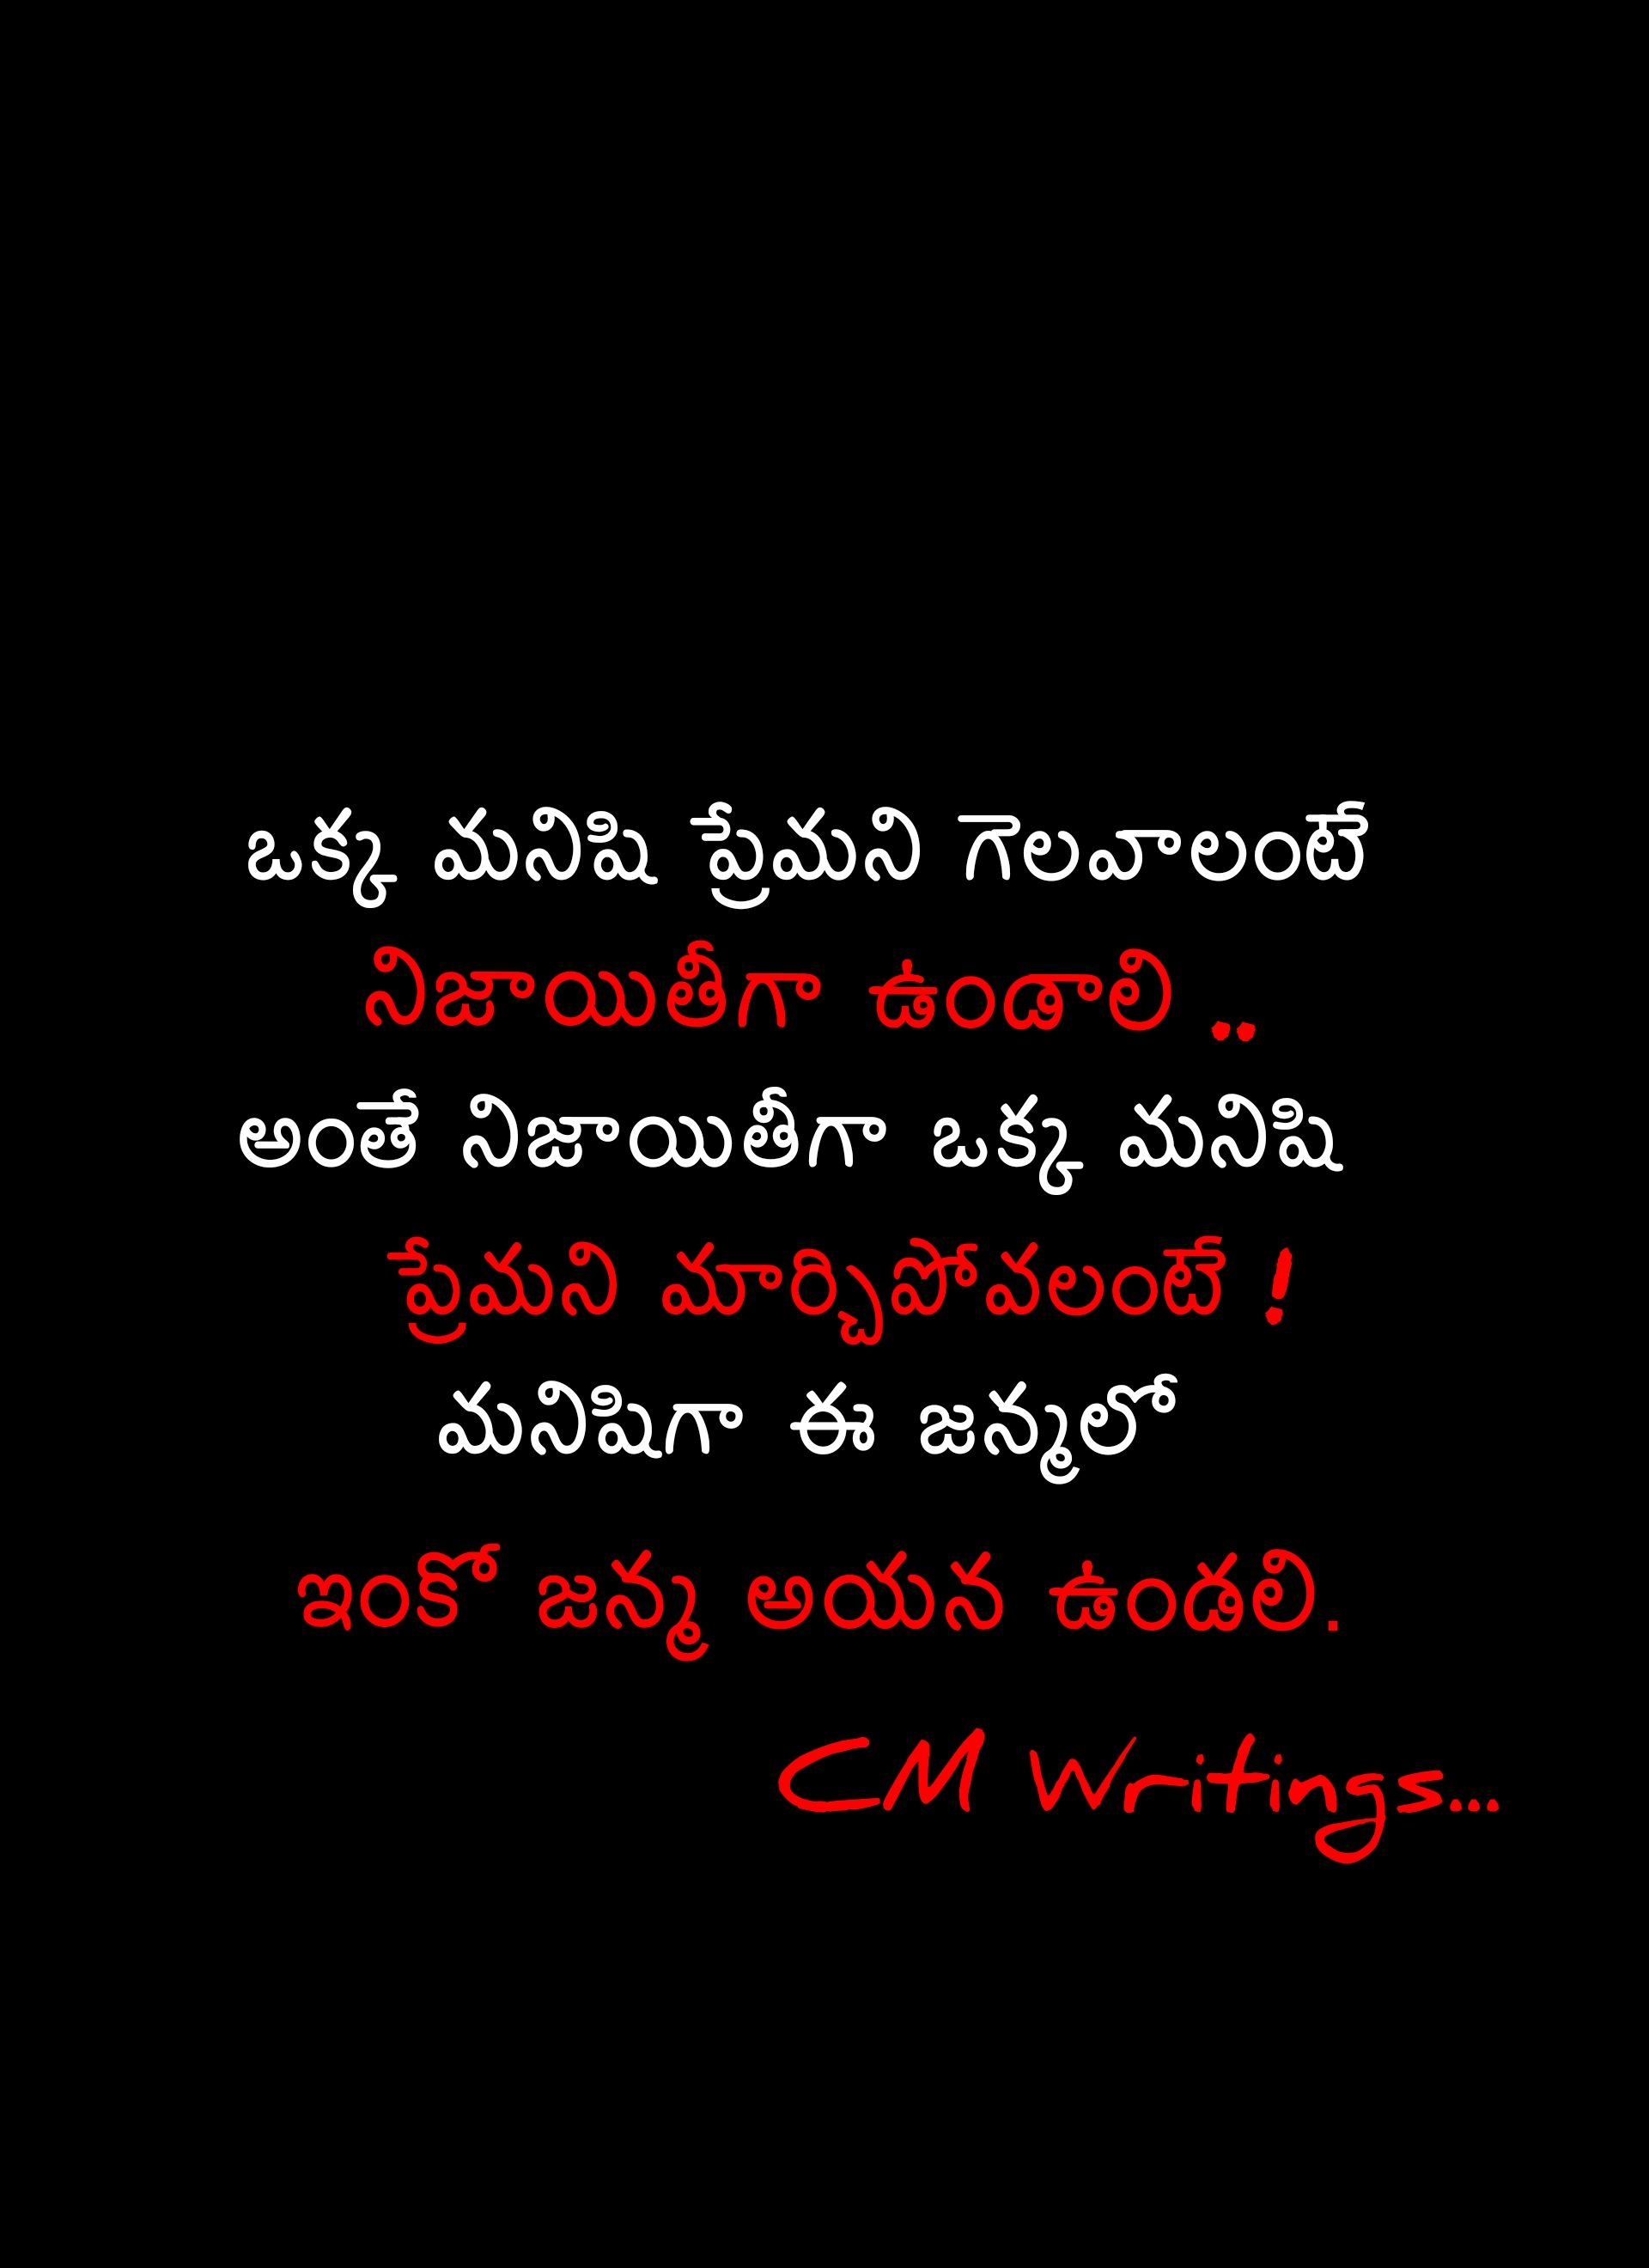 ఒక్క మనిషి ప్రేమని గెలవాలంటే
నిజాయితీగా ఉండాలి ..
అంతే నిజాయితీగా ఒక్క మనిషి
ప్రేమని మార్చిపోవలంటే !
మనిషిగా ఈ జన్మలో
ఇంకో జన్మ అయన ఉండలి.
CM Writings...